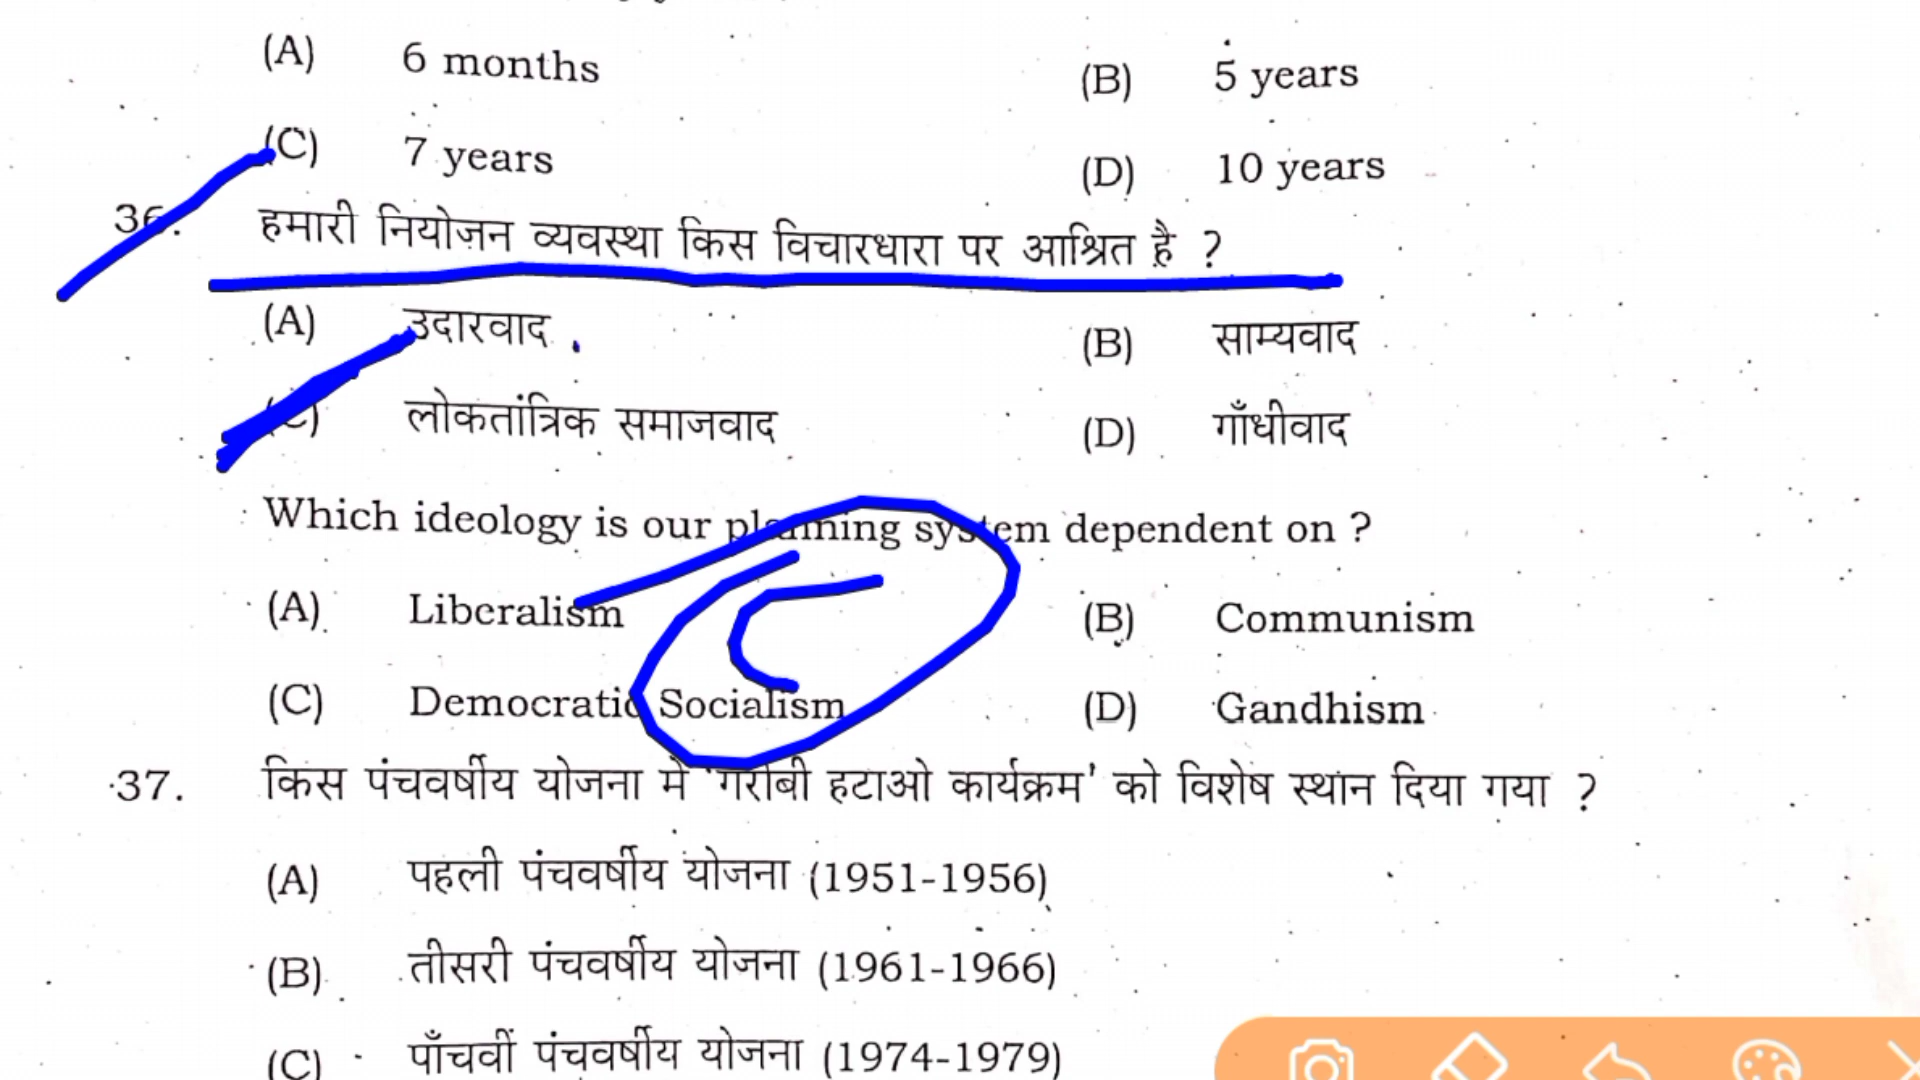 (A) 6 months (B) 5 years
(C) 7 years (D) 10 years
36. हमारी नियोजन व्यवस्था किस विचारधारा पर आश्रित है ?
(A) उदारवाद (B) साम्यवाद
(C) लोकतांत्रिक समाजवाद (D) गाँधीवाद
Which ideology is our planning system dependent on ?
(A) Liberalism (B) Communism
C
(C) Democratic Socialism (D) Gandhism
37. किस पंचवर्षीय योजना में 'गरीबी हटाओ कार्यक्रम' को विशेष स्थान दिया गया ?
(A) पहली पंचवर्षीय योजना (1951-1956)
(B) तीसरी पंचवर्षीय योजना (1961-1966)
(C) पाँचवीं पंचवर्षीय योजना (1974-1979)